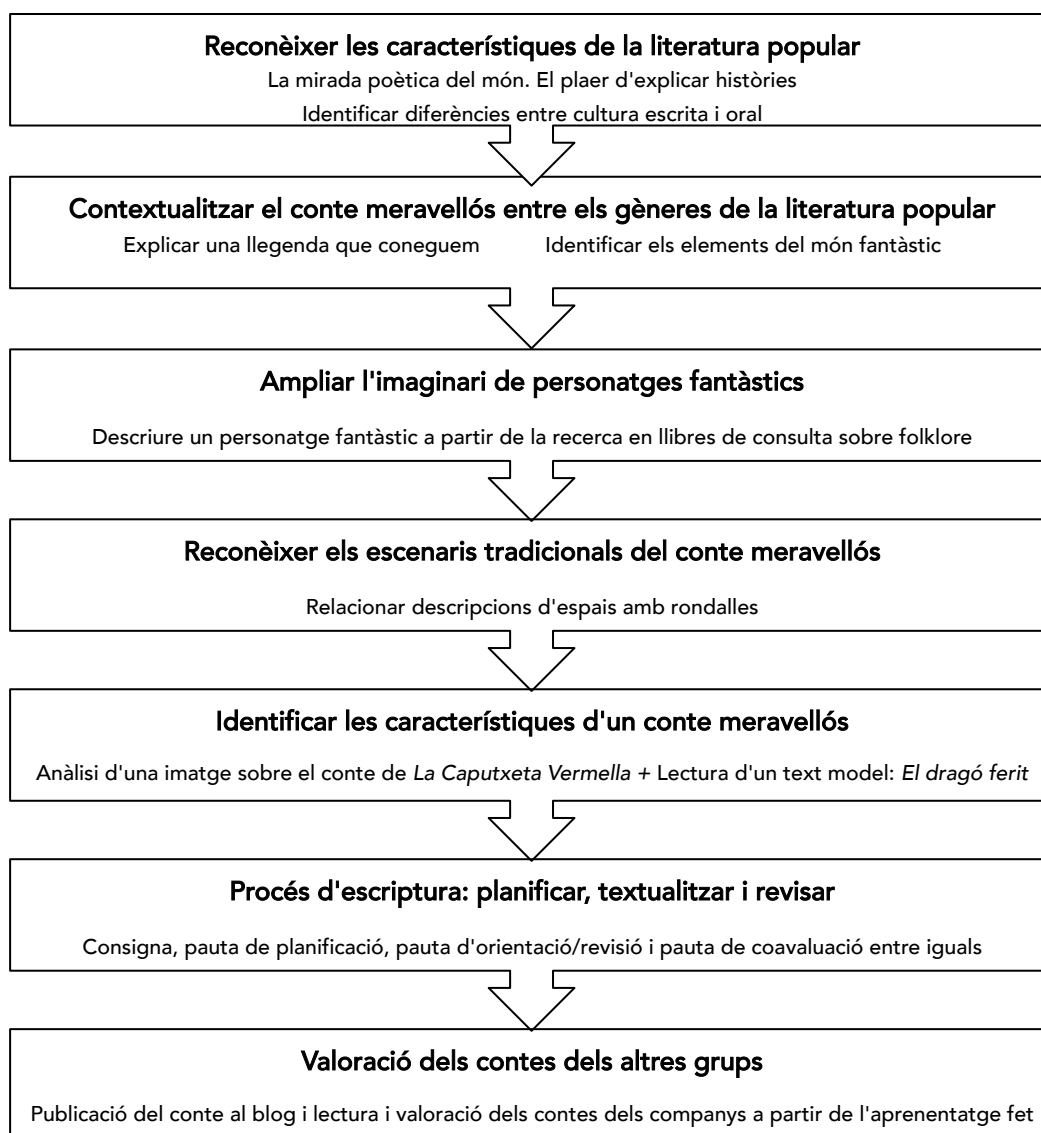 Reconèixer les característiques de la literatura popular
La mirada poètica del món. El plaer d'explicar històries
Identificar diferències entre cultura escrita i oral
Contextualitzar el conte meravellós entre els gèneres de la literatura popular
Explicar una llegenda que coneguem Identificar els elements del món fantàstic
Ampliar l'imaginari de personatges fantàstics
Descriure un personatge fantàstic a partir de la recerca en llibres de consulta sobre folklore
Reconèixer els escenaris tradicionals del conte meravellós
Relacionar descripcions d'espais amb rondalles
Identificar les característiques d'un conte meravellós
Anàlisi d'una imatge sobre el conte de La Caputxeta Vermella + Lectura d'un text model: El dragó ferit
Procés d'escriptura: planificar, textualitzar i revisar
Consigna, pauta de planificació, pauta d'orientació/revisió i pauta de coavaluació entre iguals
Valoració dels contes dels altres grups
Publicació del conte al blog i lectura i valoració dels contes dels companys a partir de l'aprenentatge fet